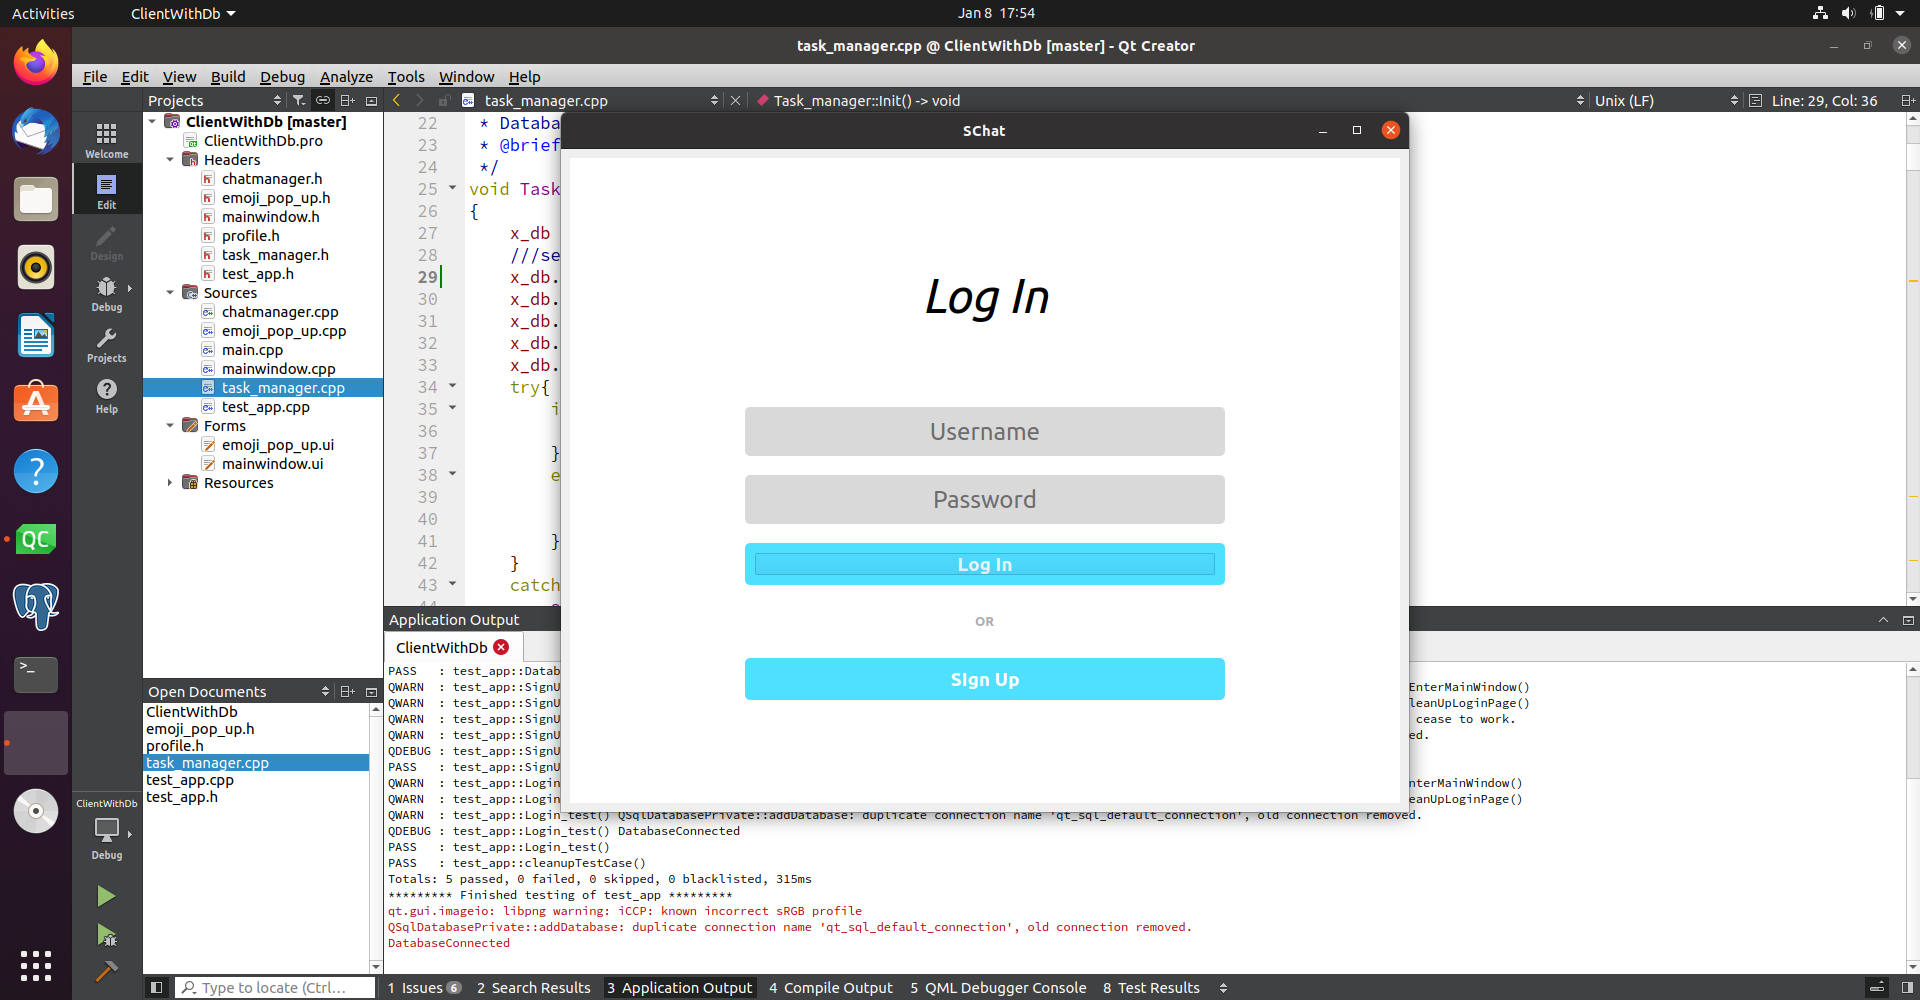 Activities
ClientWithDb
Jan 8 17:54
task_manager.cpp @ ClientWithDb [master] - Qt Creator
File Edit View Build Debug Analyze Tools Window Help
Projects
task_manager.cpp
Task_manager::Init() -> void
Unix (LF)
Line: 29, Col: 36
Welcome
Edit
Design
Debug
Projects
Help
ClientWithDb
Debug
ClientWithDb [master]
ClientWithDb.pro
Headers
chatmanager.h
emoji_pop_up.h
mainwindow.h
profile.h
task_manager.h
test_app.h
Sources
chatmanager.cpp
emoji_pop_up.cpp
main.cpp
mainwindow.cpp
task_manager.cpp
test_app.cpp
Forms
emoji_pop_up.ui
mainwindow.ui
Resources
Open Documents
ClientWithDb
emoji_pop_up.h
profile.h
task_manager.cpp
test_app.cpp
test_app.h
22 * Databa
23 * @brief
24 */
25 void Task
26 {
27 x_db
28 ///se
29 x_db.
30 x_db.
31 x_db.
32 x_db.
33 x_db.
34 try{
35 i
36
37 }
38 e
39
40
41 }
42 }
43 catch
SChat
Log In
Username
Password
Log In
OR
SIgn Up
Application Output
ClientWithDb
PASS : test_app::Datab
QWARN : test_app::SignU EnterMainWindow()
QWARN : test_app::SignU leanUpLoginPage()
QWARN : test_app::SignU cease to work.
QWARN : test_app::SignU ed.
QDEBUG : test_app::SignU
PASS : test_app::SignU
QWARN : test_app::Login nterMainWindow()
QWARN : test_app::Login eanUpLoginPage()
QWARN : test_app::Login_test() QSqlDatabasePrivate::addDatabase: duplicate connection name 'qt_sql_default_connection', old connection removed.
QDEBUG : test_app::Login_test() DatabaseConnected
PASS : test_app::Login_test()
PASS : test_app::cleanupTestCase()
Totals: 5 passed, 0 failed, 0 skipped, 0 blacklisted, 315ms
********* Finished testing of test_app *********
qt.gui.imageio: libpng warning: iCCP: known incorrect sRGB profile
QSqlDatabasePrivate::addDatabase: duplicate connection name 'qt_sql_default_connection', old connection removed.
DatabaseConnected
Type to locate (Ctrl...
1 Issues 6
2 Search Results
3 Application Output
4 Compile Output
5 QML Debugger Console
8 Test Results